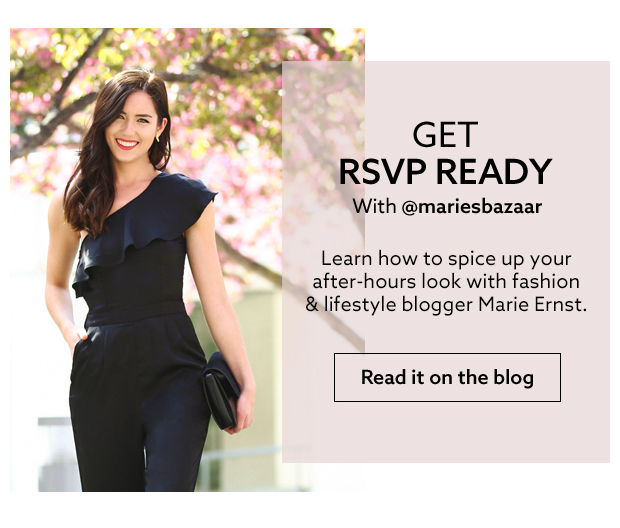 GET
RSVP READY
With @mariesbazaar
Learn how to spice up your
after-hours look with fashion
& lifestyle blogger Marie Ernst.
Read it on the blog